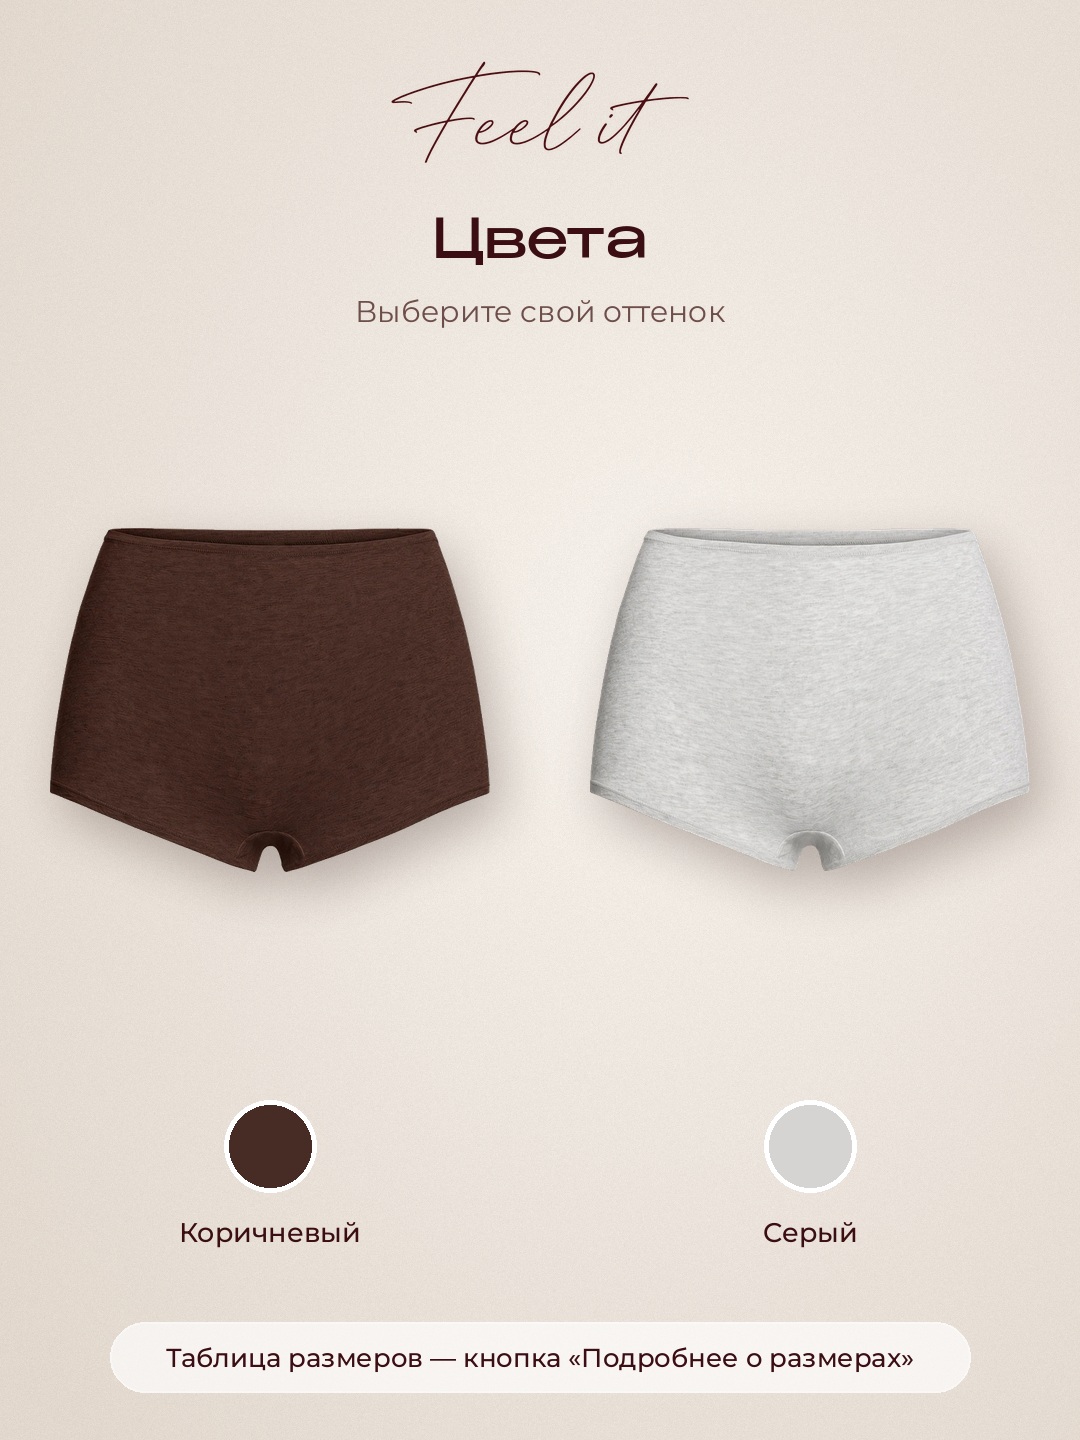 Feel it
Цвета
Выберите свой оттенок
Коричневый
Серый
Таблица размеров — кнопка «Подробнее о размерах»